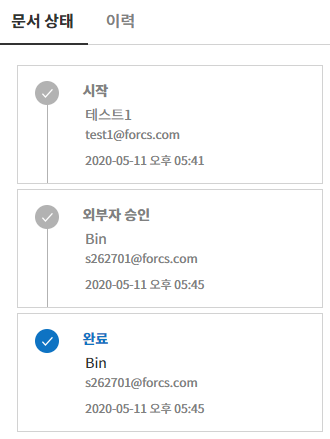 문서 상태 이력
시작
테스트1
test1@forcs.com
2020-05-11 오후 05:41
외부자 승인
Bin
s262701@forcs.com
2020-05-11 오후 05:45
완료
Bin
s262701@forcs.com
2020-05-11 오후 05:45